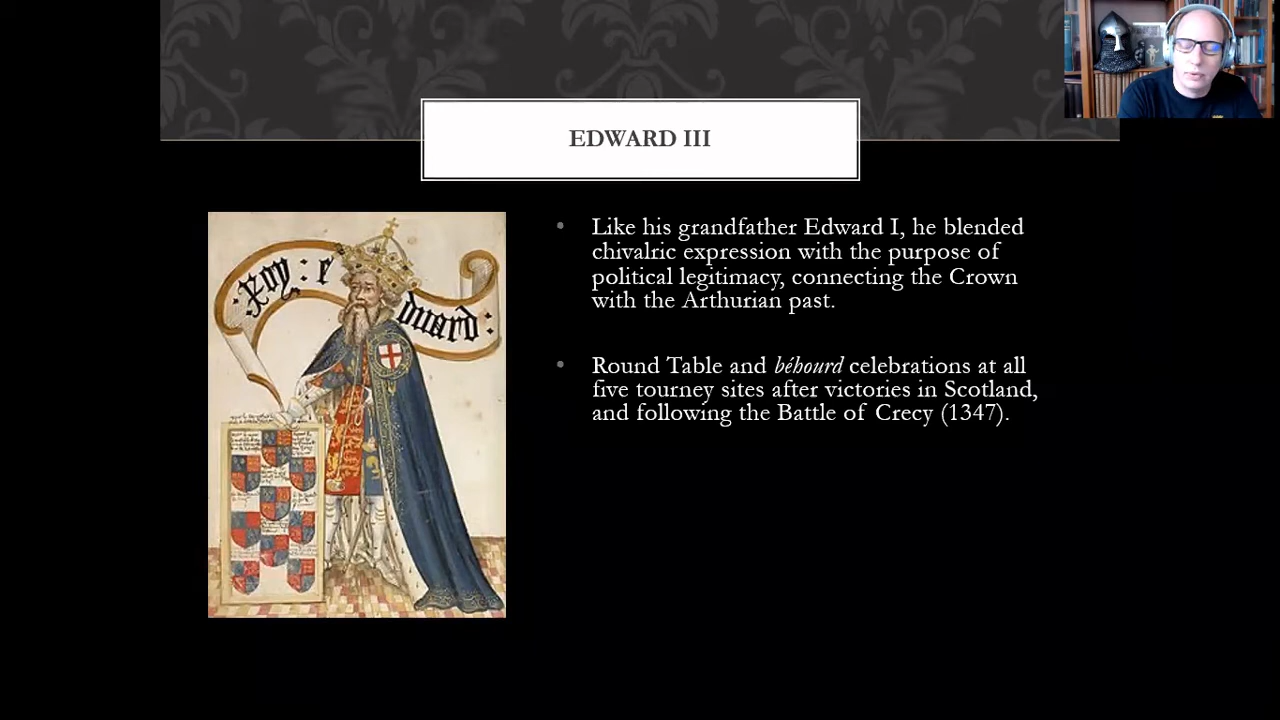 EDWARD III
Roy : e
duard :
• Like his grandfather Edward I, he blended
chivalric expression with the purpose of
political legitimacy, connecting the Crown
with the Arthurian past.
• Round Table and béhourd celebrations at all
five tourney sites after victories in Scotland,
and following the Battle of Crecy (1347).